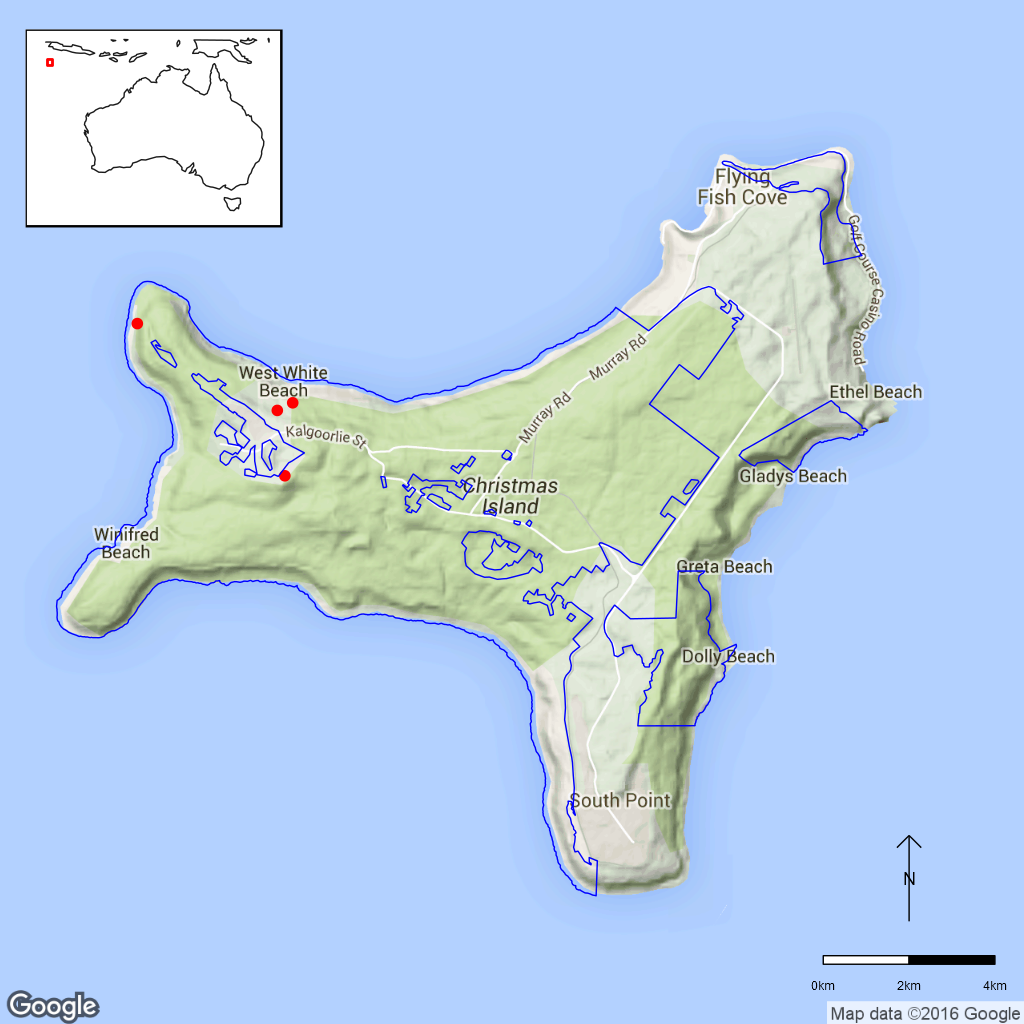 Flying
Fish Cove
Golf Course Casino Road
West White
Beach
Murray Rd
Ethel Beach
Murray Rd
Kalgoorlie St
Gladys Beach
Christmas
Island
Winifred
Beach
Greta Beach
Dolly Beach
South Point
N
0km 2km 4km
Google
Map data ©2016 Google